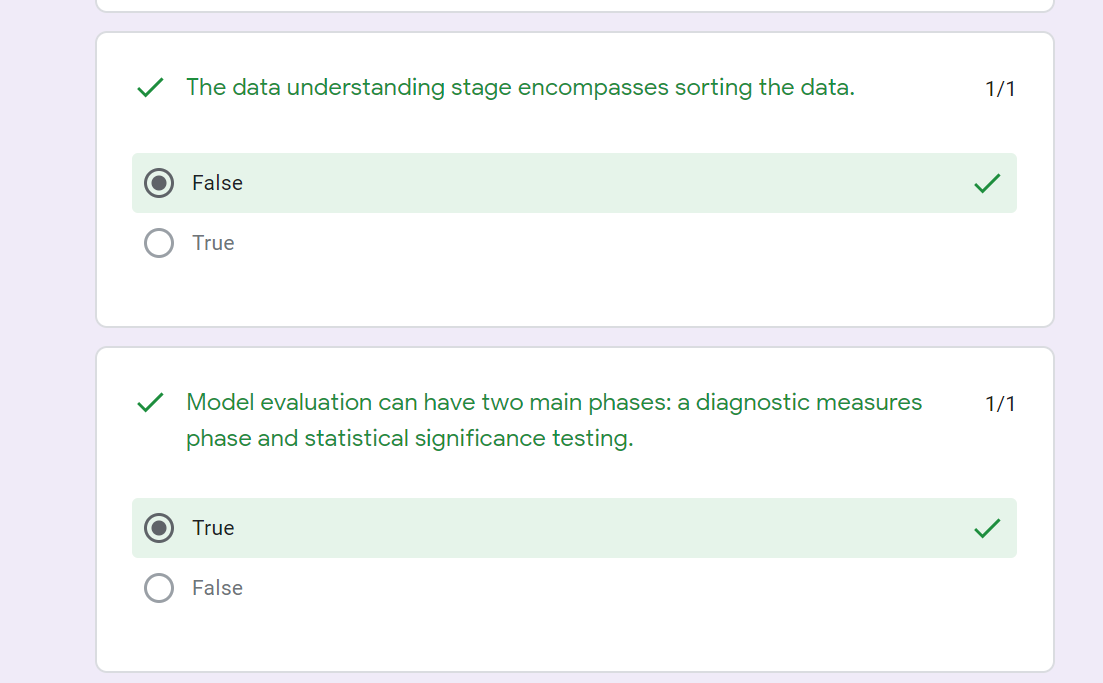 The data understanding stage encompasses sorting the data.
1/1
False
True
Model evaluation can have two main phases: a diagnostic measures
phase and statistical significance testing.
1/1
True
False